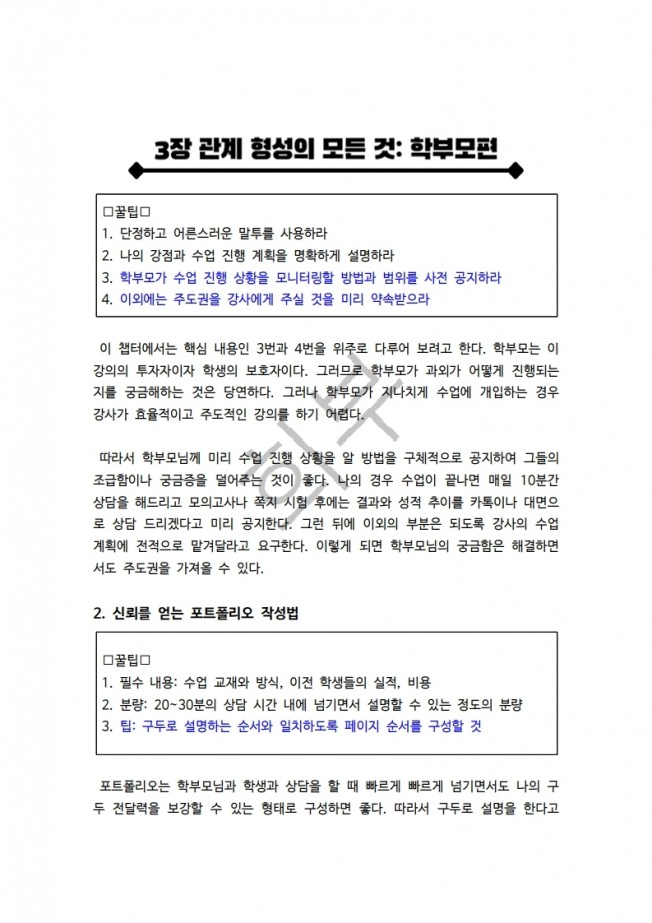 3장 관계 형성의 모든 것: 학부모편
□꿀팁□
1. 단정하고 어른스러운 말투를 사용하라
2. 나의 강점과 수업 진행 계획을 명확하게 설명하라
3. 학부모가 수업 진행 상황을 모니터링할 방법과 범위를 사전 공지하라
4. 이외에는 주도권을 강사에게 주실 것을 미리 약속받으라
이 챕터에서는 핵심 내용인 3번과 4번을 위주로 다루어 보려고 한다. 학부모는 이
강의의 투자자이자 학생의 보호자이다. 그러므로 학부모가 과외가 어떻게 진행되는
지를 궁금해하는 것은 당연하다. 그러나 학부모가 지나치게 수업에 개입하는 경우
강사가 효율적이고 주도적인 강의를 하기 어렵다.
따라서 학부모님께 미리 수업 진행 상황을 알 방법을 구체적으로 공지하여 그들의
조급함이나 궁금증을 덜어주는 것이 좋다. 나의 경우 수업이 끝나면 매일 10분간
상담을 해드리고 모의고사나 쪽지 시험 후에는 결과와 성적 추이를 카톡이나 대면으
로 상담 드리겠다고 미리 공지한다. 그런 뒤에 이외의 부분은 되도록 강사의 수업
계획에 전적으로 맡겨달라고 요구한다. 이렇게 되면 학부모님의 궁금함은 해결하면
서도 주도권을 가져올 수 있다.
2. 신뢰를 얻는 포트폴리오 작성법
□꿀팁□
1. 필수 내용: 수업 교재와 방식, 이전 학생들의 실적, 비용
2. 분량: 20~30분의 상담 시간 내에 넘기면서 설명할 수 있는 정도의 분량
3. 팁: 구두로 설명하는 순서와 일치하도록 페이지 순서를 구성할 것
포트폴리오는 학부모님과 학생과 상담을 할 때 빠르게 빠르게 넘기면서도 나의 구
두 전달력을 보강할 수 있는 형태로 구성하면 좋다. 따라서 구두로 설명을 한다고